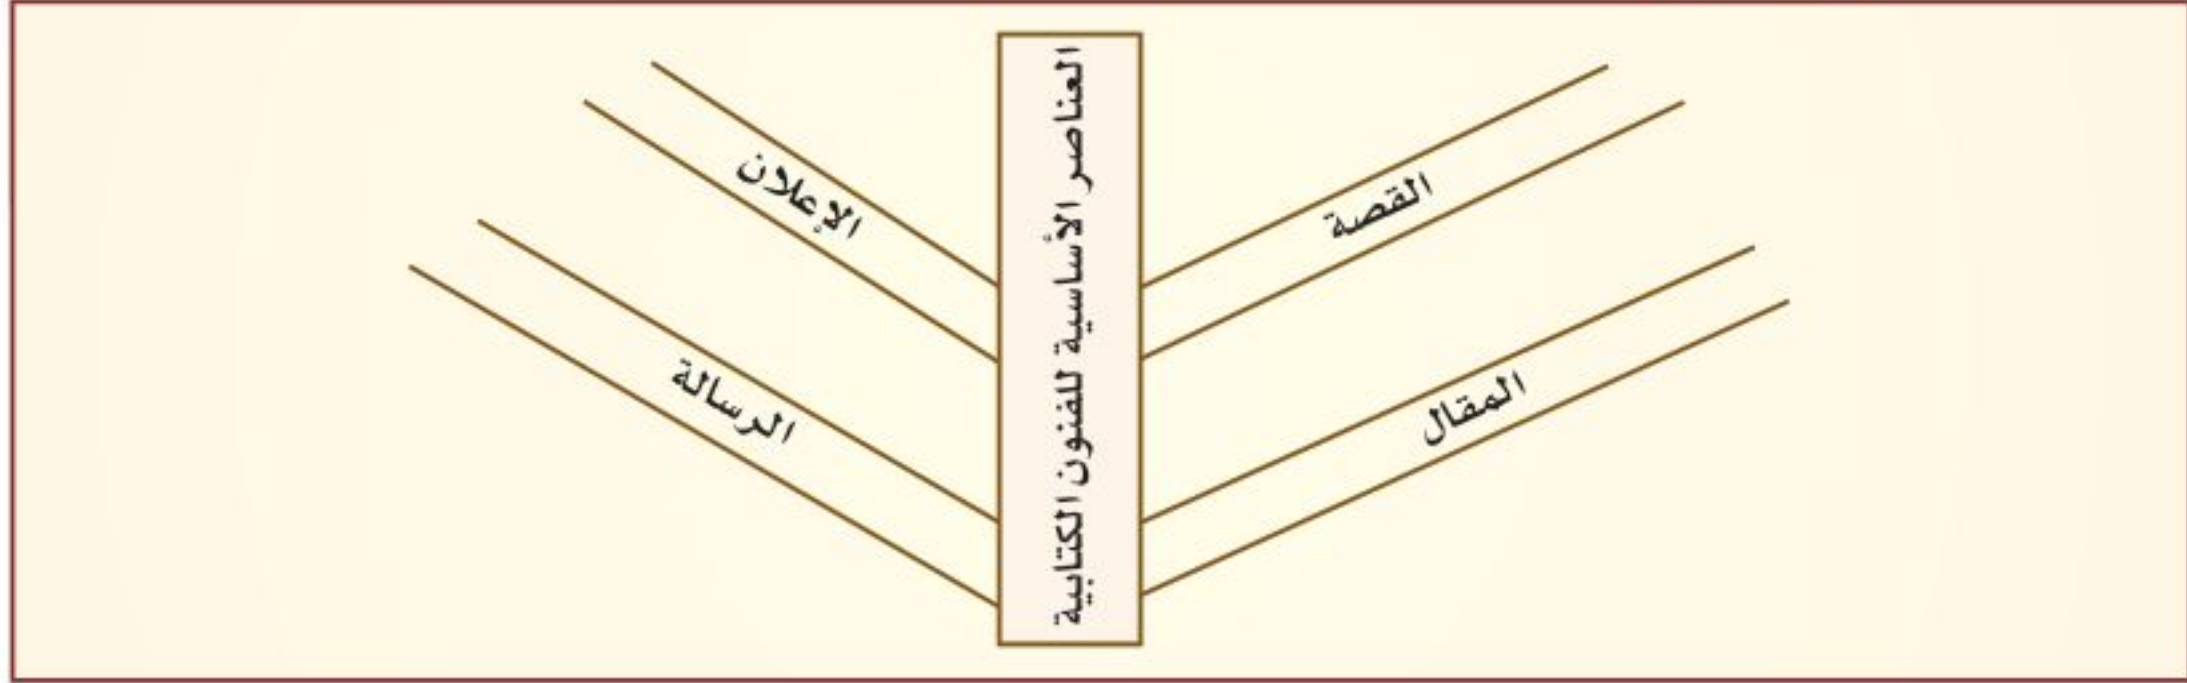 العناصر الأساسية للفنون الكتابية
القصة
الإعلان
المقال
الرسالة